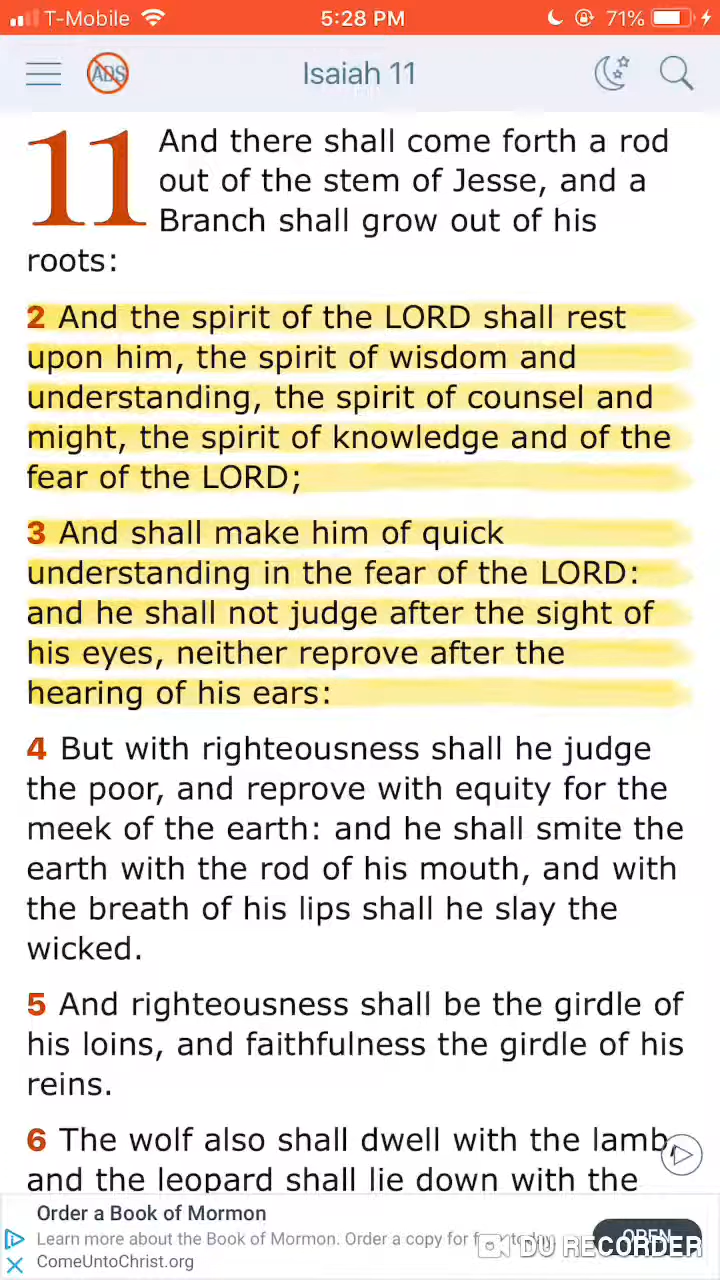 T-Mobile 5:28 PM 71%
ADS Isaiah 11
11 And there shall come forth a rod
out of the stem of Jesse, and a
Branch shall grow out of his
roots:
2 And the spirit of the LORD shall rest
upon him, the spirit of wisdom and
understanding, the spirit of counsel and
might, the spirit of knowledge and of the
fear of the LORD;
3 And shall make him of quick
understanding in the fear of the LORD:
and he shall not judge after the sight of
his eyes, neither reprove after the
hearing of his ears:
4 But with righteousness shall he judge
the poor, and reprove with equity for the
meek of the earth: and he shall smite the
earth with the rod of his mouth, and with
the breath of his lips shall he slay the
wicked.
5 And righteousness shall be the girdle of
his loins, and faithfulness the girdle of his
reins.
6 The wolf also shall dwell with the lamb,
and the leopard shall lie down with the
Order a Book of Mormon
Learn more about the Book of Mormon. Order a copy for
OPEN
DU RECORDER
ComeUntoChrist.org